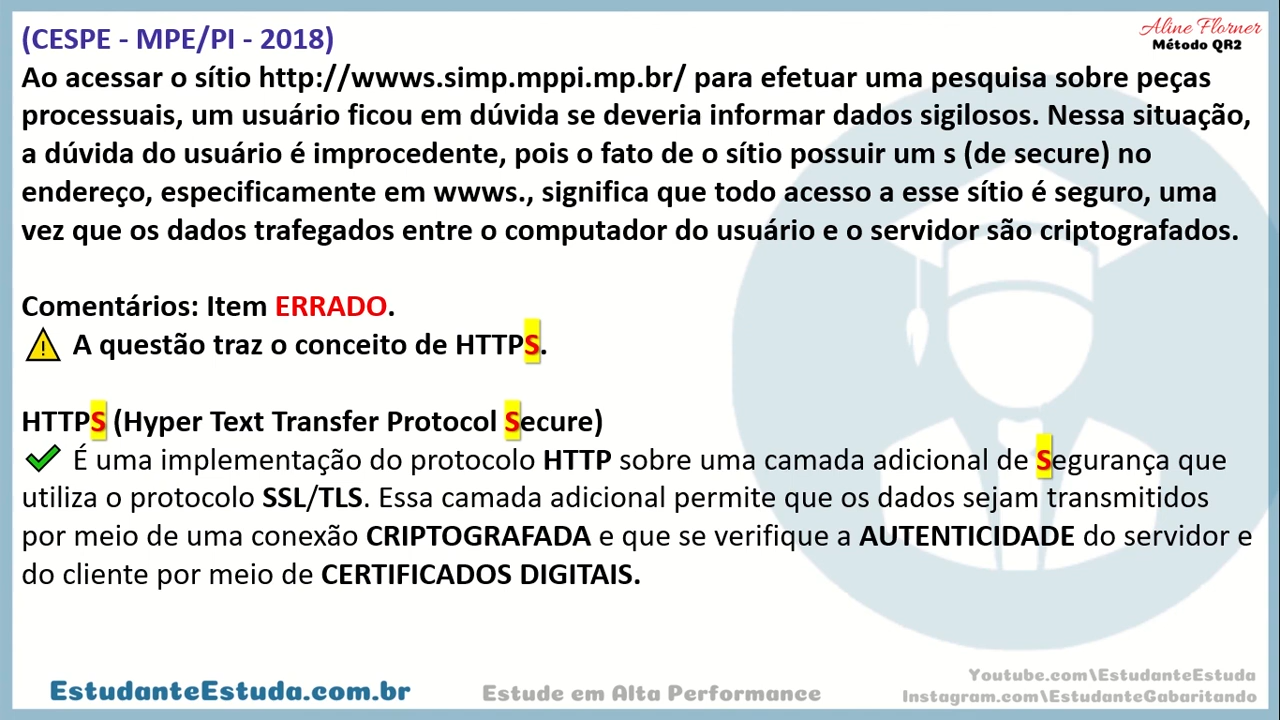 (CESPE - MPE/PI - 2018)
Aline Florner
Método QR2
Ao acessar o sítio http://wwws.simp.mppi.mp.br/ para efetuar uma pesquisa sobre peças
processuais, um usuário ficou em dúvida se deveria informar dados sigilosos. Nessa situação,
a dúvida do usuário é improcedente, pois o fato de o sítio possuir um s (de secure) no
endereço, especificamente em wwws., significa que todo acesso a esse sítio é seguro, uma
vez que os dados trafegados entre o computador do usuário e o servidor são criptografados.
Comentários: Item ERRADO.
A questão traz o conceito de HTTPS.
HTTPS (Hyper Text Transfer Protocol Secure)
É uma implementação do protocolo HTTP sobre uma camada adicional de Segurança que
utiliza o protocolo SSL/TLS. Essa camada adicional permite que os dados sejam transmitidos
por meio de uma conexão CRIPTOGRAFADA e que se verifique a AUTENTICIDADE do servidor e
do cliente por meio de CERTIFICADOS DIGITAIS.
EstudanteEstuda.com.br
Estude em Alta Performance
Youtube.com\EstudanteEstuda
Instagram.com\EstudanteGabaritando